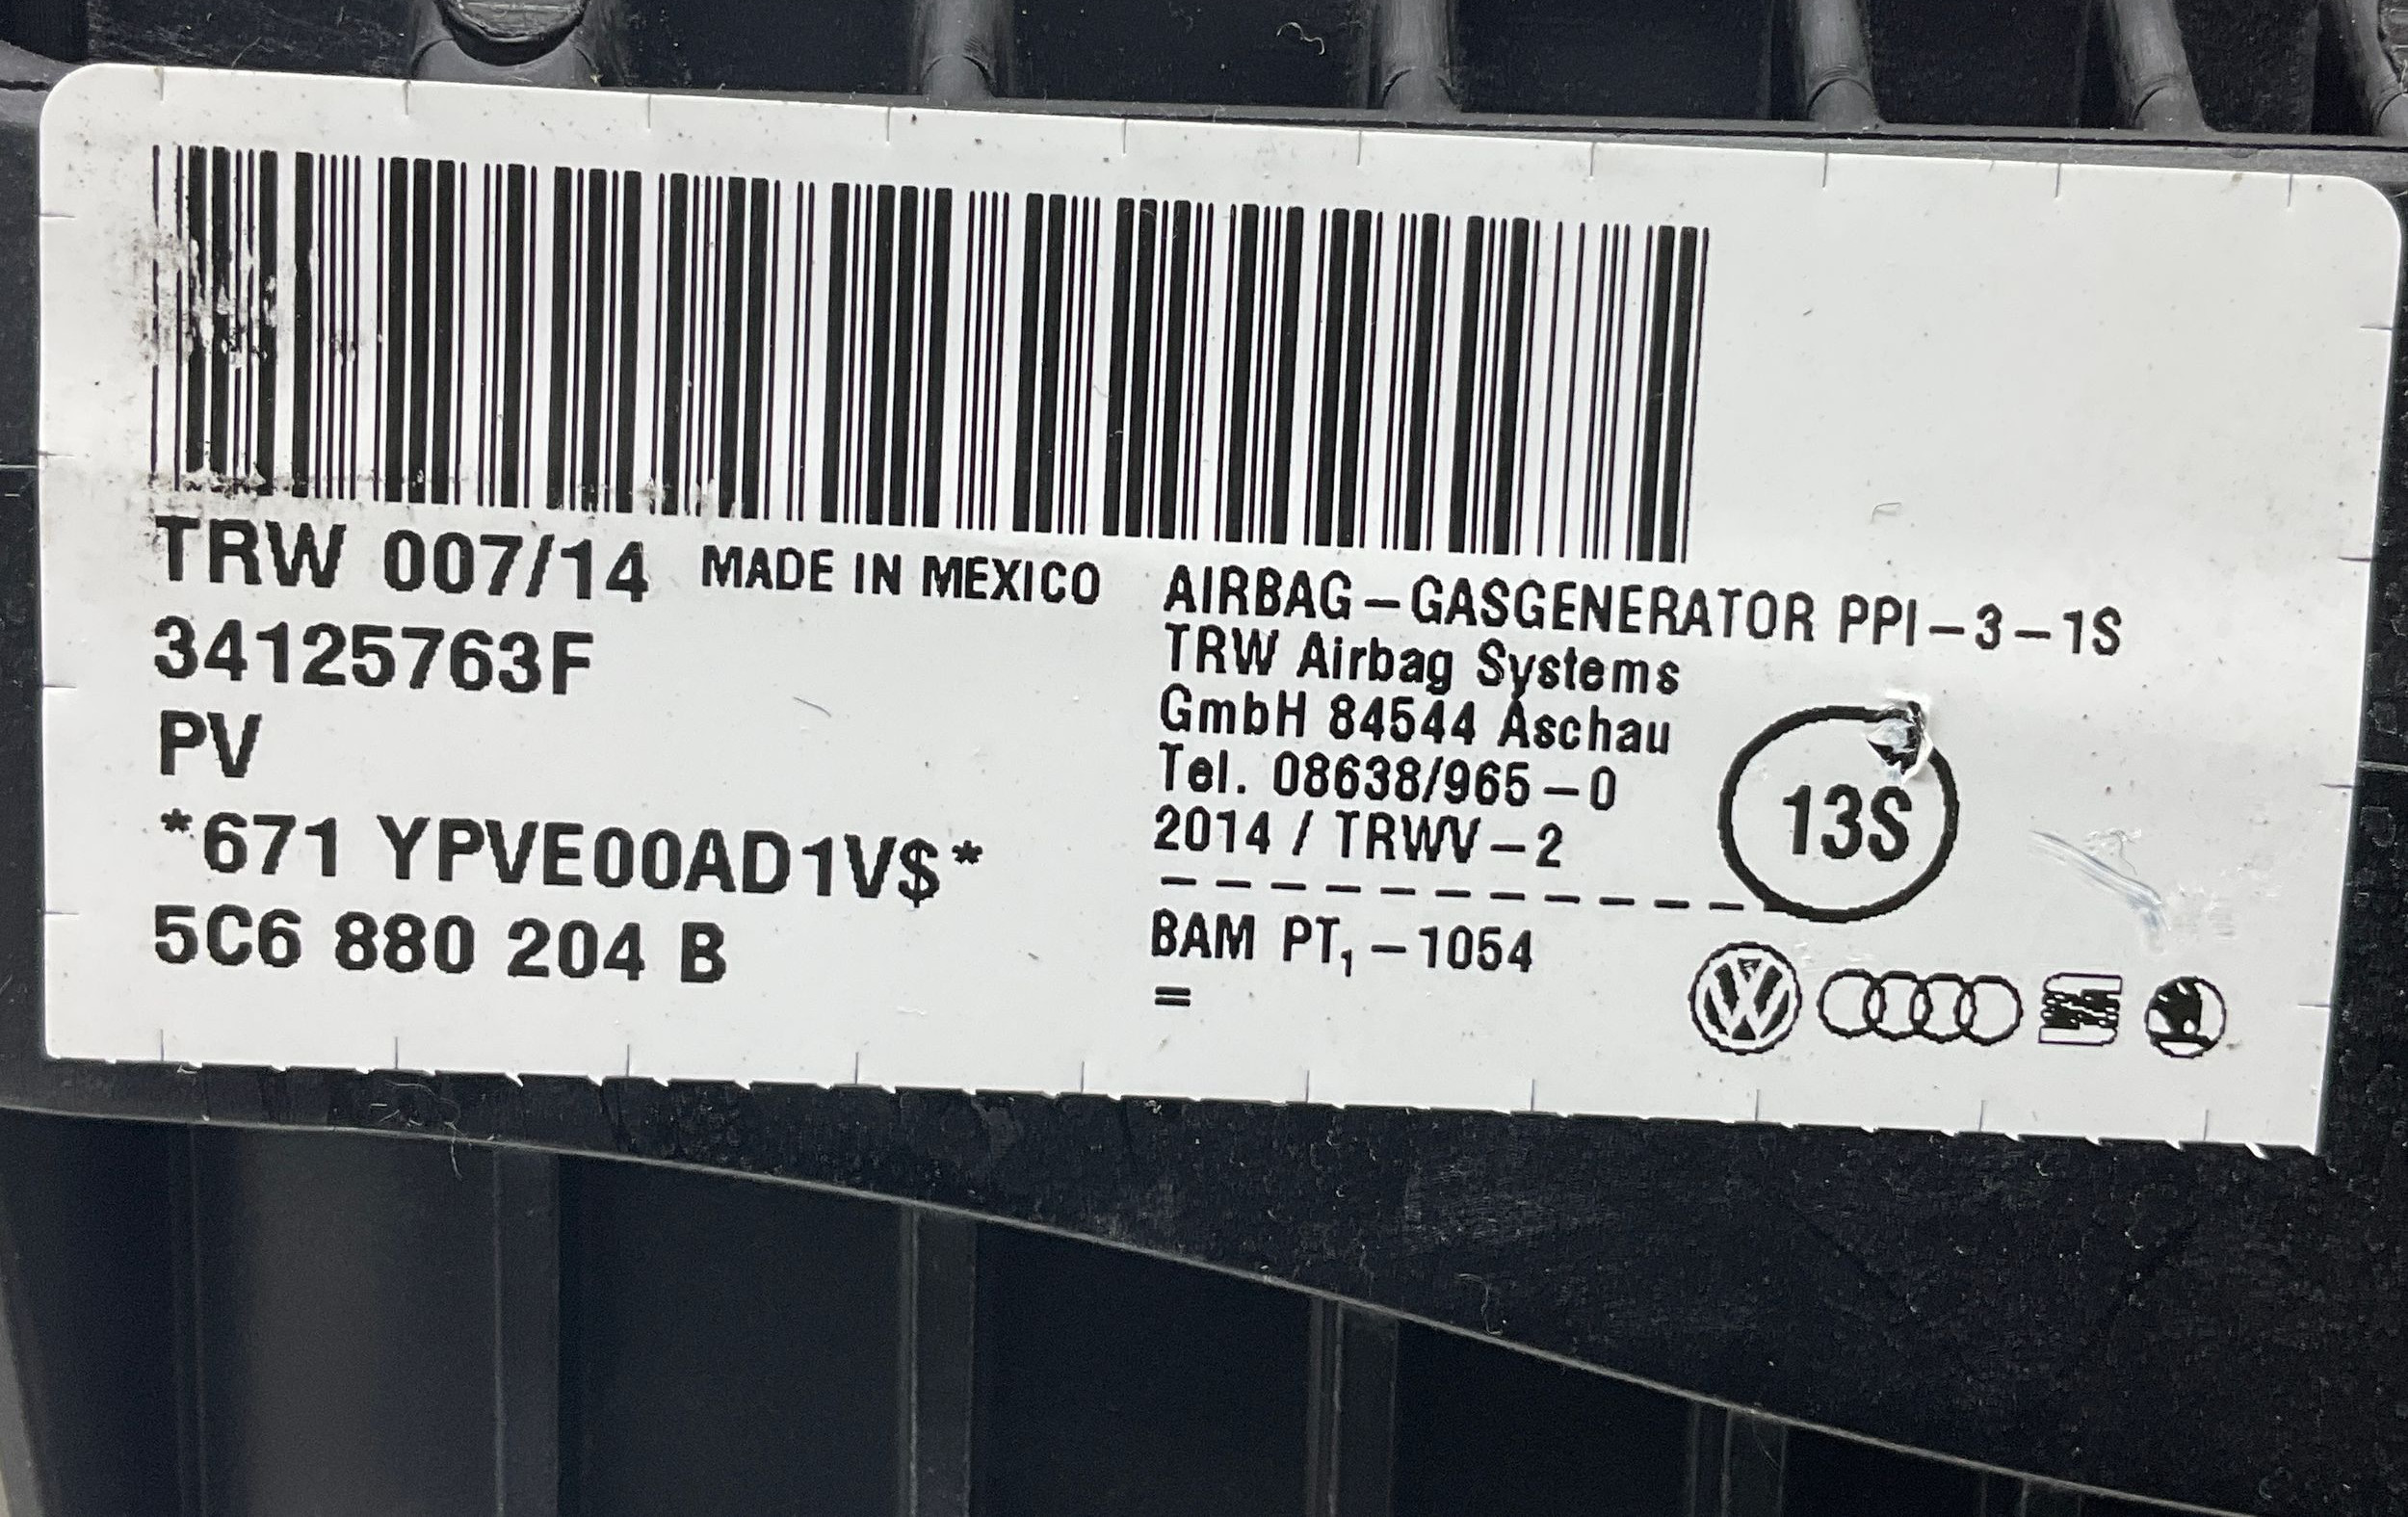 TRW 007/14 MADE IN MEXICO
34125763F
PV
*671 YPVE00AD1V$*
5C6 880 204 B
AIRBAG-GASGENERATOR PPI-3-1S
TRW Airbag Systems
GmbH 84544 Aschau
Tel. 08638/965-0
2014 / TRWV-2
13S
BAM PT₁-1054
=